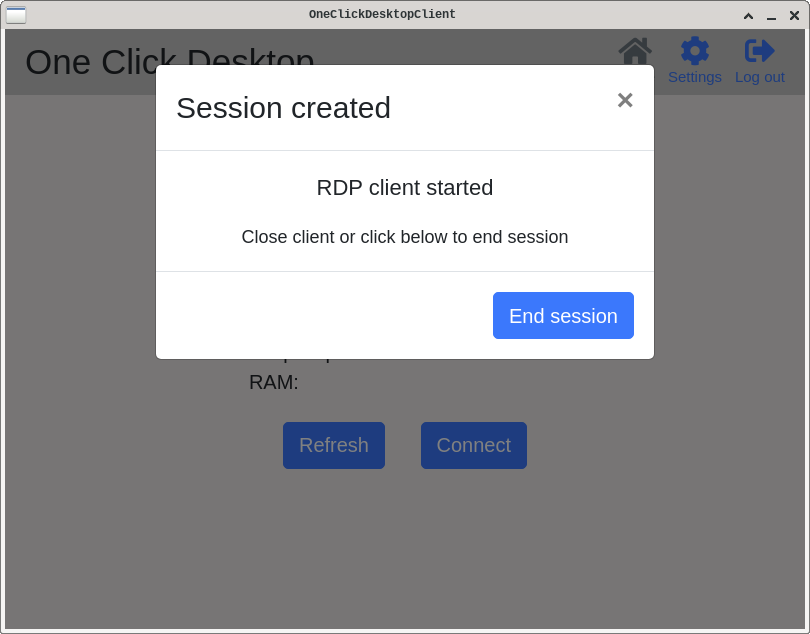 OneClickDesktopClient
One Click Desktop
Settings
Log out
Session created
×
RDP client started
Close client or click below to end session
End session
RAM:
Refresh
Connect